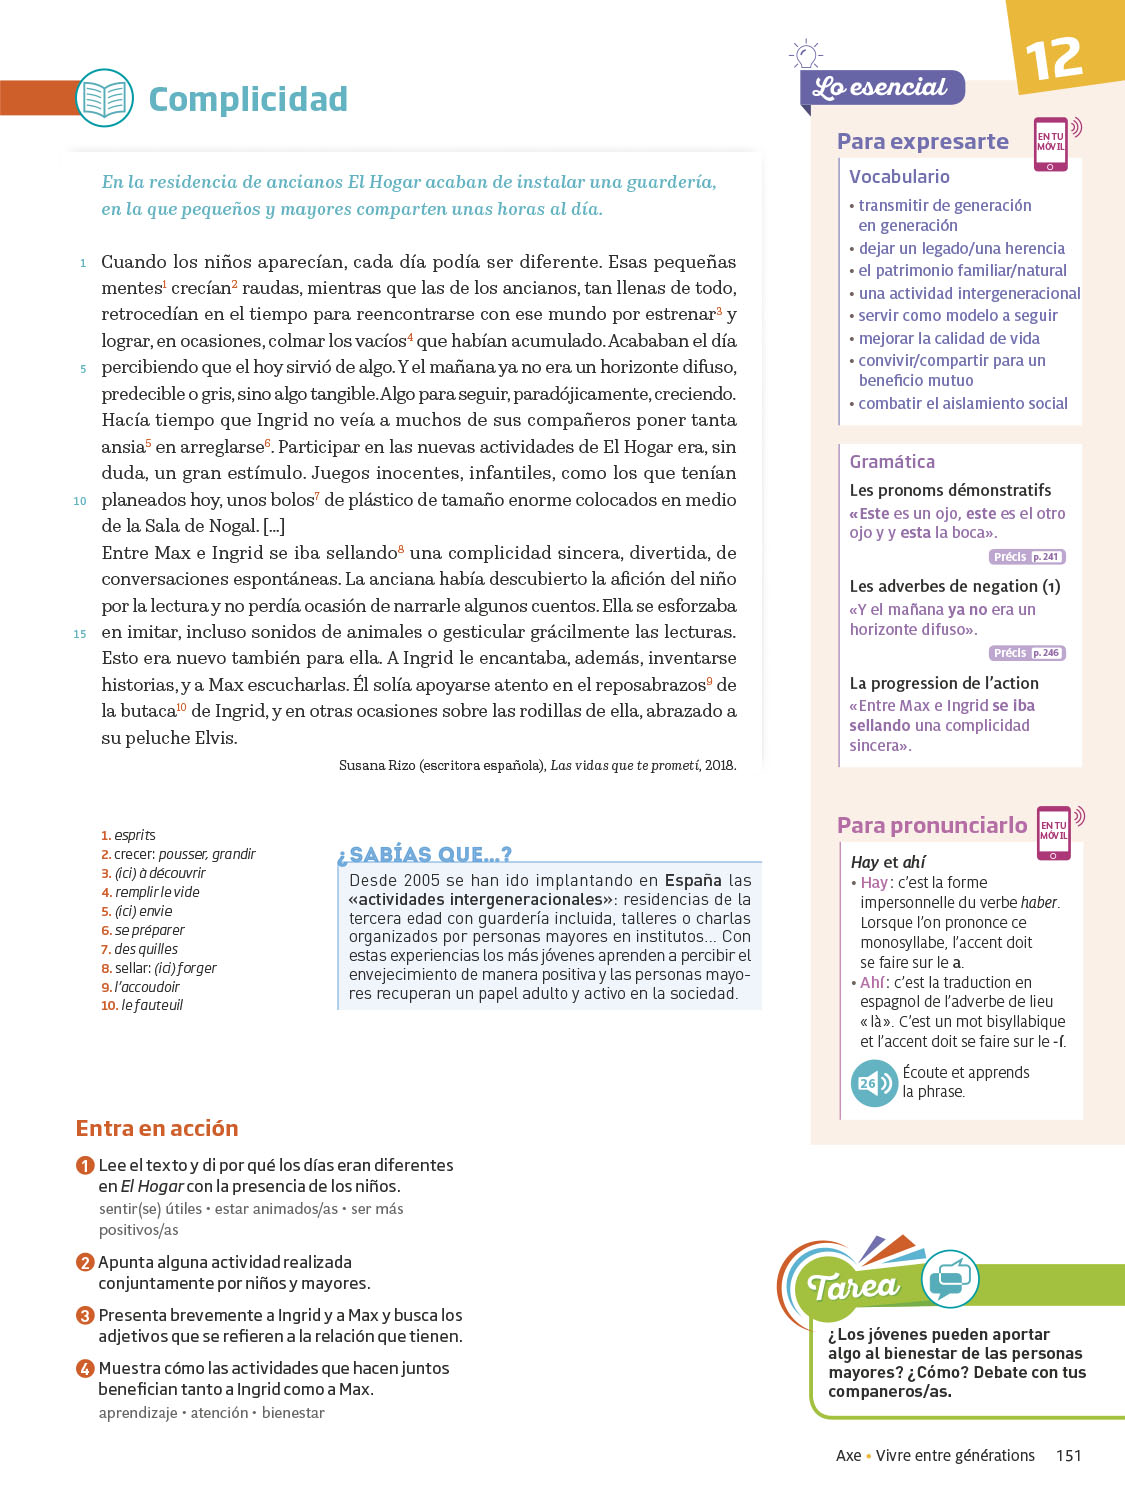 12
Complicidad
En la residencia de ancianos El Hogar acaban de instalar una guardería,
en la que pequeños y mayores comparten unas horas al día.
1 Cuando los niños aparecían, cada día podía ser diferente. Esas pequeñas
mentes1 crecían2 raudas, mientras que las de los ancianos, tan llenas de todo,
retrocedían en el tiempo para reencontrarse con ese mundo por estrenar3 y
lograr, en ocasiones, colmar los vacíos4 que habían acumulado. Acababan el día
5 percibiendo que el hoy sirvió de algo. Y el mañana ya no era un horizonte difuso,
predecible o gris, sino algo tangible. Algo para seguir, paradójicamente, creciendo.
Hacía tiempo que Ingrid no veía a muchos de sus compañeros poner tanta
ansia5 en arreglarse6. Participar en las nuevas actividades de El Hogar era, sin
duda, un gran estímulo. Juegos inocentes, infantiles, como los que tenían
10 planeados hoy, unos bolos7 de plástico de tamaño enorme colocados en medio
de la Sala de Nogal. [...]
Entre Max e Ingrid se iba sellando8 una complicidad sincera, divertida, de
conversaciones espontáneas. La anciana había descubierto la afición del niño
por la lectura y no perdía ocasión de narrarle algunos cuentos. Ella se esforzaba
15 en imitar, incluso sonidos de animales o gesticular grácilmente las lecturas.
Esto era nuevo también para ella. A Ingrid le encantaba, además, inventarse
historias, y a Max escucharlas. Él solía apoyarse atento en el reposabrazos9 de
la butaca10 de Ingrid, y en otras ocasiones sobre las rodillas de ella, abrazado a
su peluche Elvis.
Susana Rizo (escritora española), Las vidas que te prometí, 2018.
1. esprits
2. crecer: pousser, grandir
3. (ici) à découvrir
4. remplir le vide
5. (ici) envie
6. se préparer
7. des quilles
8. sellar: (ici) forger
9. l'accoudoir
10. le fauteuil
¿SABÍAS QUE...?
Desde 2005 se han ido implantando en España las
«actividades intergeneracionales»: residencias de la
tercera edad con guardería incluida, talleres o charlas
organizados por personas mayores en institutos... Con
estas experiencias los más jóvenes aprenden a percibir el
envejecimiento de manera positiva y las personas mayo-
res recuperan un papel adulto y activo en la sociedad.
Entra en acción
1 Lee el texto y di por qué los días eran diferentes
en El Hogar con la presencia de los niños.
sentir(se) útiles • estar animados/as • ser más
positivos/as
2 Apunta alguna actividad realizada
conjuntamente por niños y mayores.
3 Presenta brevemente a Ingrid y a Max y busca los
adjetivos que se refieren a la relación que tienen.
4 Muestra cómo las actividades que hacen juntos
benefician tanto a Ingrid como a Max.
aprendizaje • atención • bienestar
Lo esencial
Para expresarte
EN TU
MÓVIL
Vocabulario
• transmitir de generación
en generación
• dejar un legado/una herencia
• el patrimonio familiar/natural
• una actividad intergeneracional
• servir como modelo a seguir
• mejorar la calidad de vida
• convivir/compartir para un
beneficio mutuo
• combatir el aislamiento social
Gramática
Les pronoms démonstratifs
«Este es un ojo, este es el otro
ojo y y esta la boca».
Précis p. 241
Les adverbes de negation (1)
«Y el mañana ya no era un
horizonte difuso».
Précis p. 246
La progression de l'action
«Entre Max e Ingrid se iba
sellando una complicidad
sincera».
Para pronunciarlo
EN TU
MÓVIL
Hay et ahí
• Hay : c'est la forme
impersonnelle du verbe haber.
Lorsque l'on prononce ce
monosyllabe, l'accent doit
se faire sur le a.
• Ahí : c'est la traduction en
espagnol de l'adverbe de lieu
« là ». C'est un mot bisyllabique
et l'accent doit se faire sur le -í.
26
Écoute et apprends
la phrase.
Tarea
¿Los jóvenes pueden aportar
algo al bienestar de las personas
mayores? ¿Cómo? Debate con tus
companeros/as.
Axe • Vivre entre générations 151